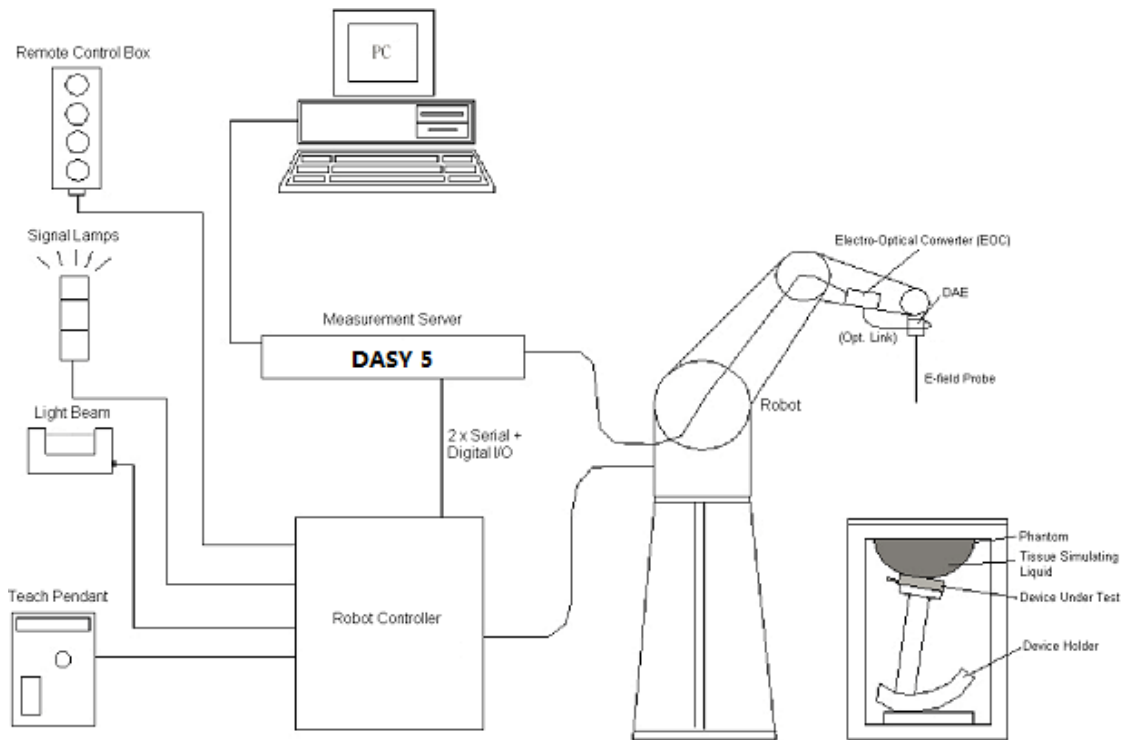 Remote Control Box
PC
Signal Lamps
Electro-Optical Converter (EOC)
DAE
Measurement Server
(Opt. Link)
DASY 5
E-field Probe
Light Beam
Robot
2 x Serial +
Digital I/O
Phantom
Tissue Simulating
Liquid
Teach Pendant
Device Under Test
Robot Controller
Device Holder